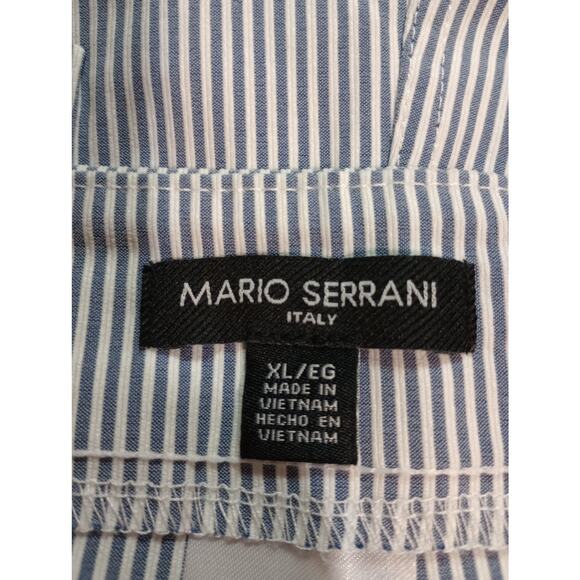 MARIO SERRANI
ITALY
XL/EG
MADE IN
VIETNAM
HECHO EN
VIETNAM